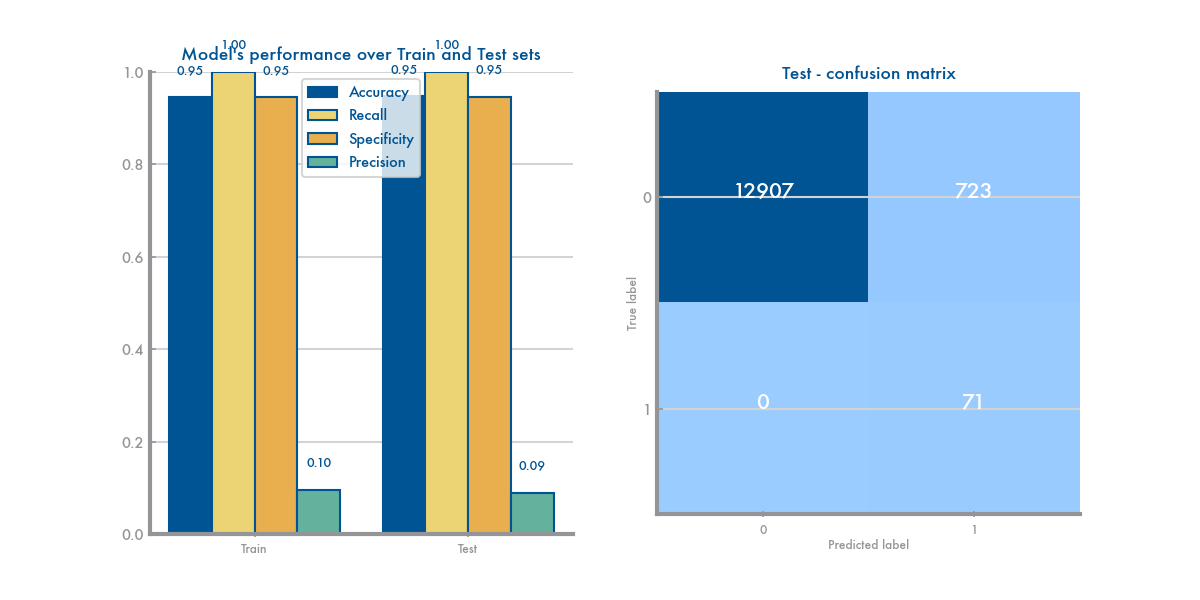 Model's performance over Train and Test sets
1.00
1.00
0.95
0.95
0.95
0.95
1.0
0.8
0.6
0.4
0.2
0.0
Accuracy
Recall
Specificity
Precision
0.10
0.09
Train
Test
Test - confusion matrix
True label
0
1
12907
723
0
71
0
1
Predicted label